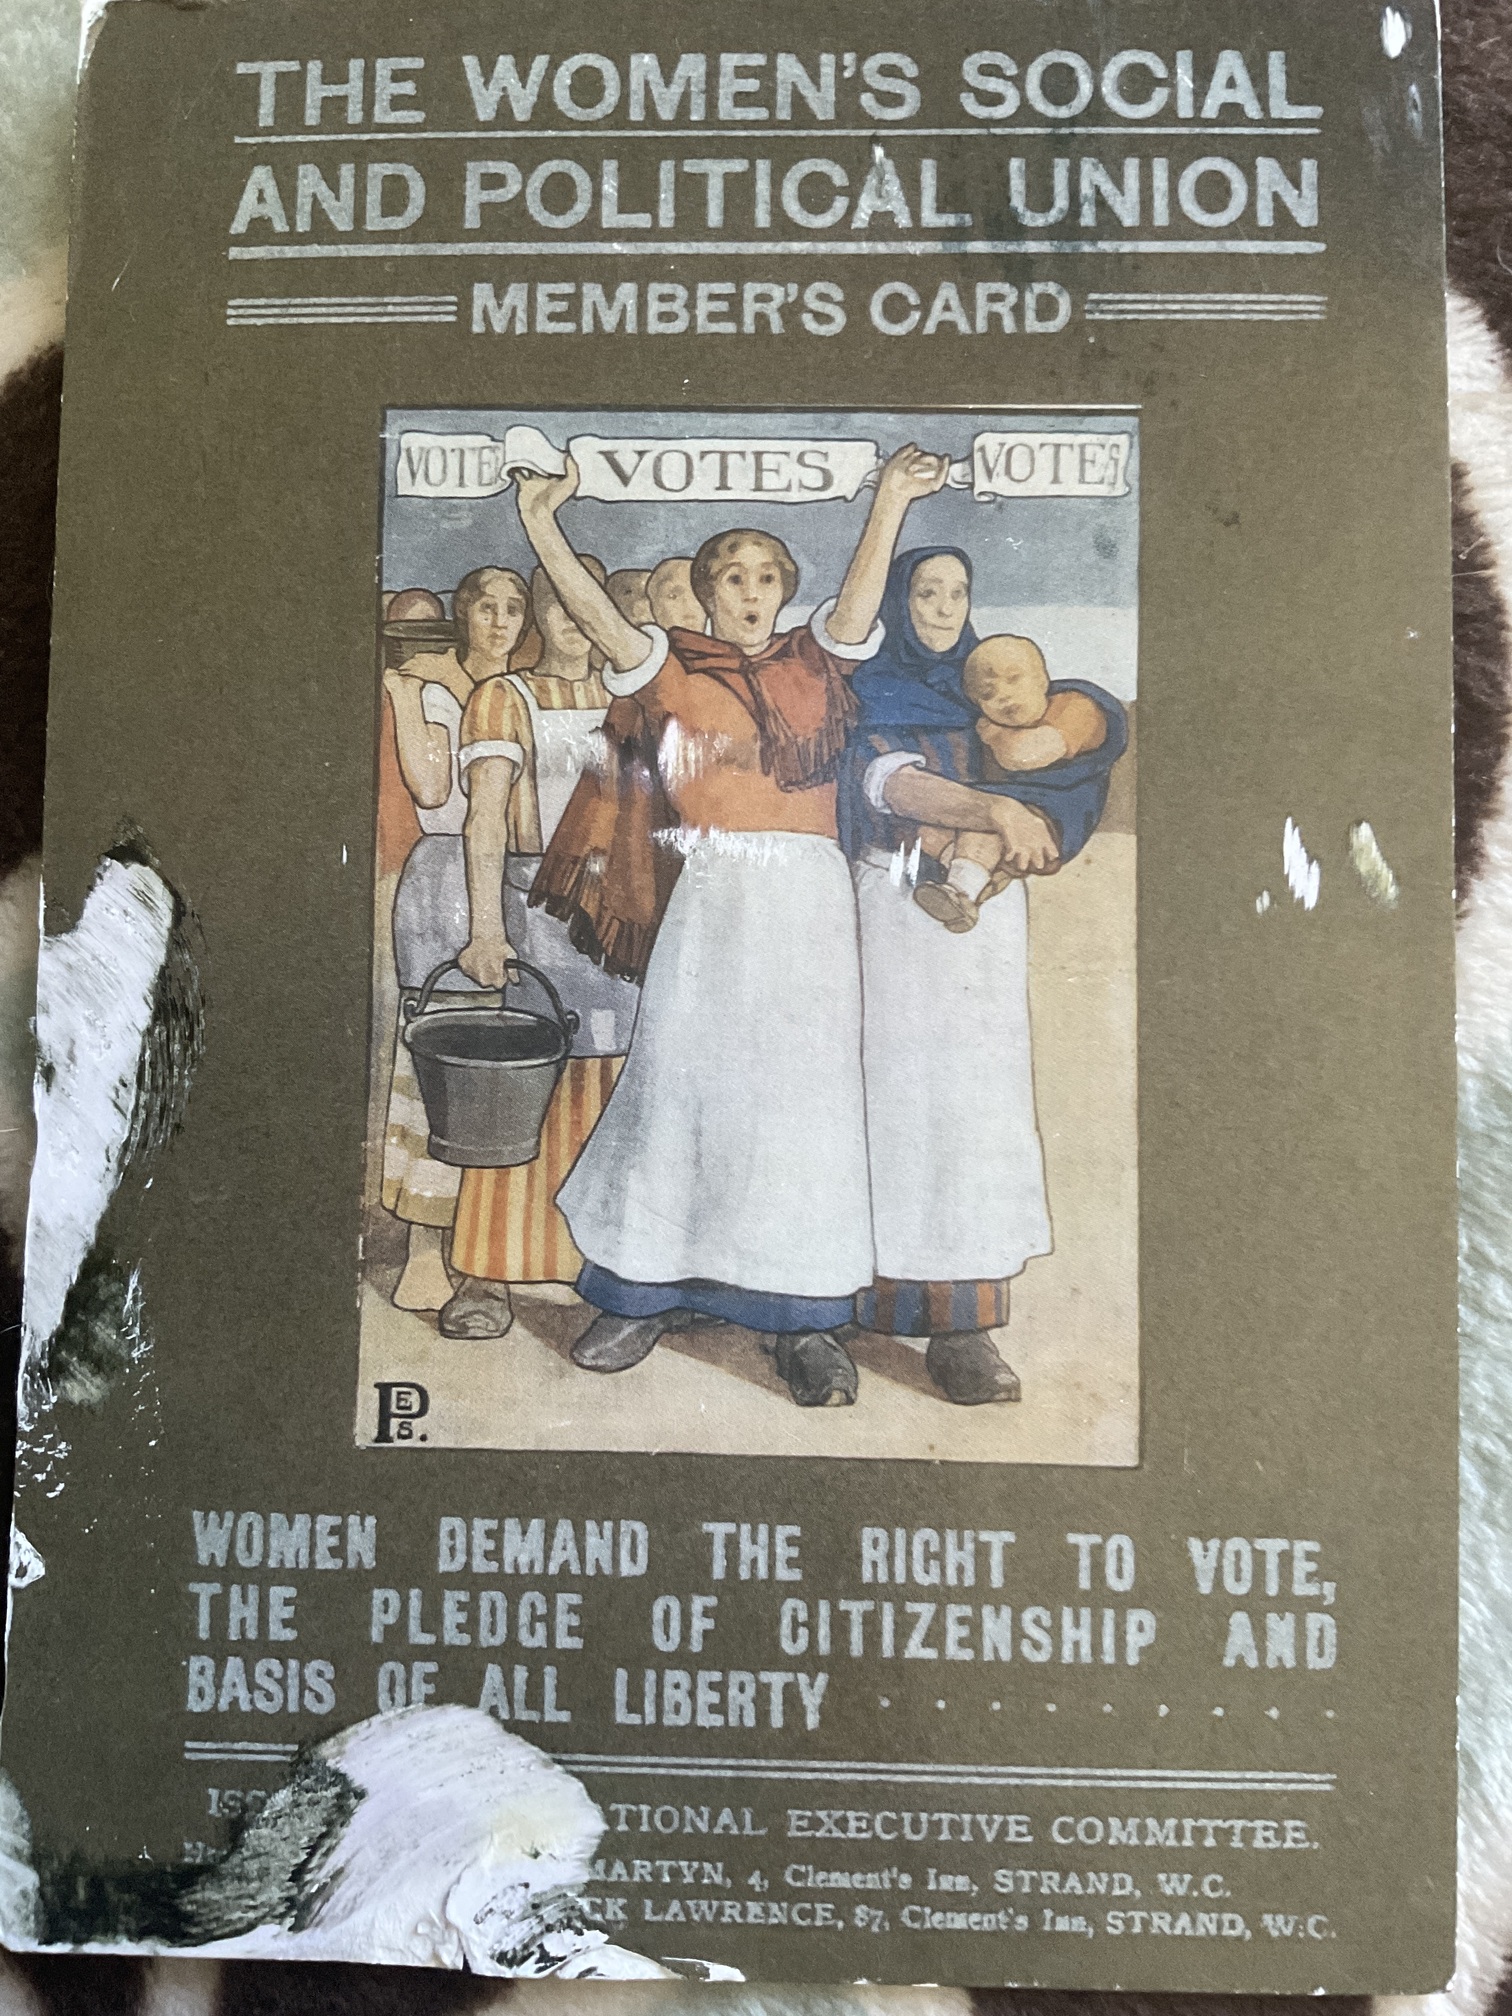 THE WOMEN'S SOCIAL
AND POLITICAL UNION
MEMBER'S CARD
VOTES VOTES VOTES
PES.
WOMEN DEMAND THE RIGHT TO VOTE,
THE PLEDGE OF CITIZENSHIP AND
BASIS OF ALL LIBERTY . . . . . . . . .
EXECUTIVE COMMITTEE.
MARTYN, 4, Clement's Inn, STRAND, W.C.
LAWRENCE, 87, Clement's Inn, STRAND, W.C.